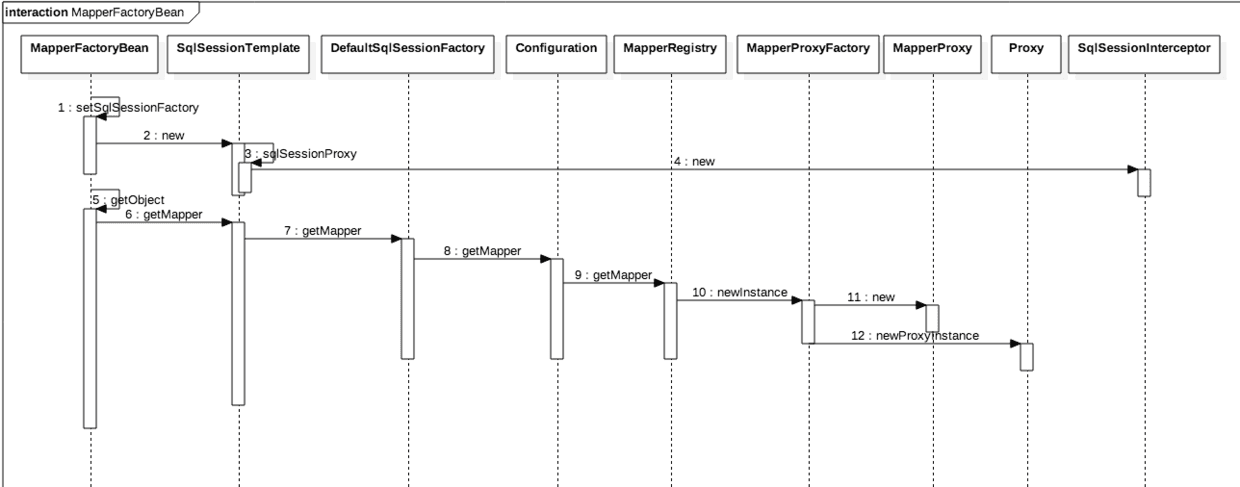 interaction MapperFactoryBean
MapperFactoryBean
SqlSessionTemplate
DefaultSqlSessionFactory
Configuration
MapperRegistry
MapperProxyFactory
MapperProxy
Proxy
SqlSessionInterceptor
1 : setSqlSessionFactory
2 : new
3 : sqlSessionProxy
4 : new
5 : getObject
6 : getMapper
7 : getMapper
8 : getMapper
9 : getMapper
10 : newInstance
11 : new
12 : newProxyInstance